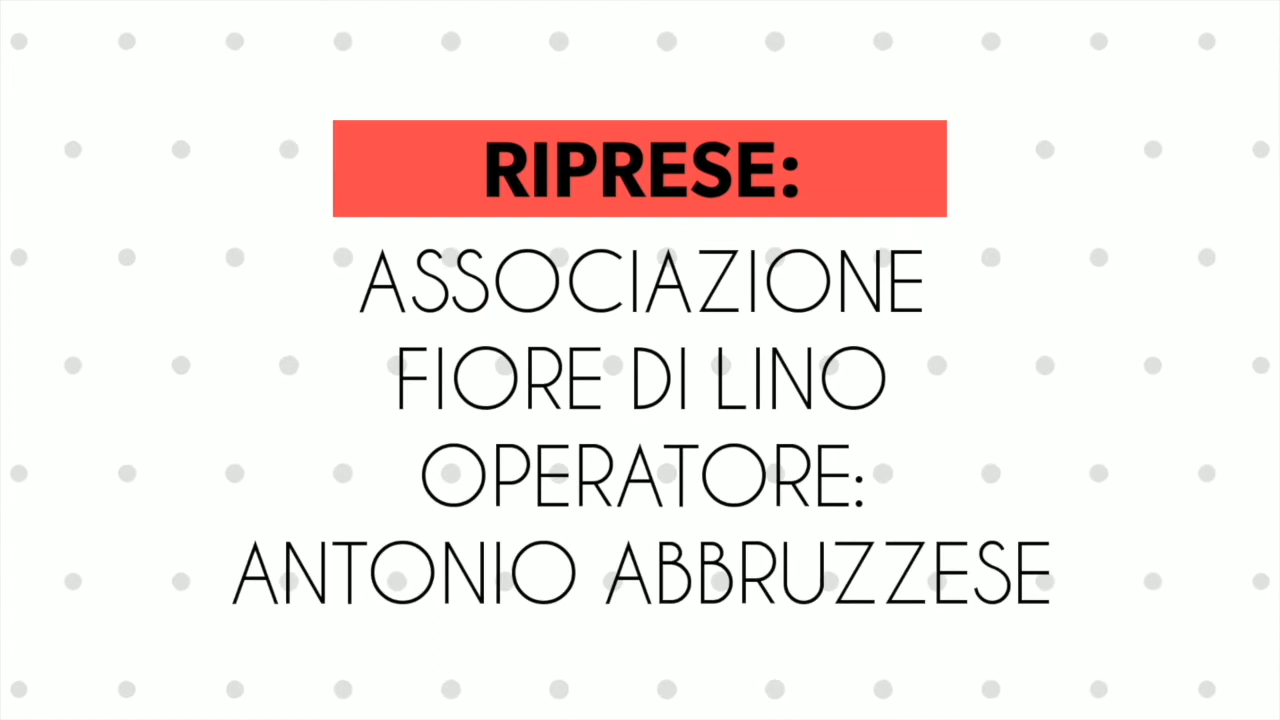 RIPRESE:
ASSOCIAZIONE
FIORE DI LINO
OPERATORE:
ANTONIO ABBRUZZESE